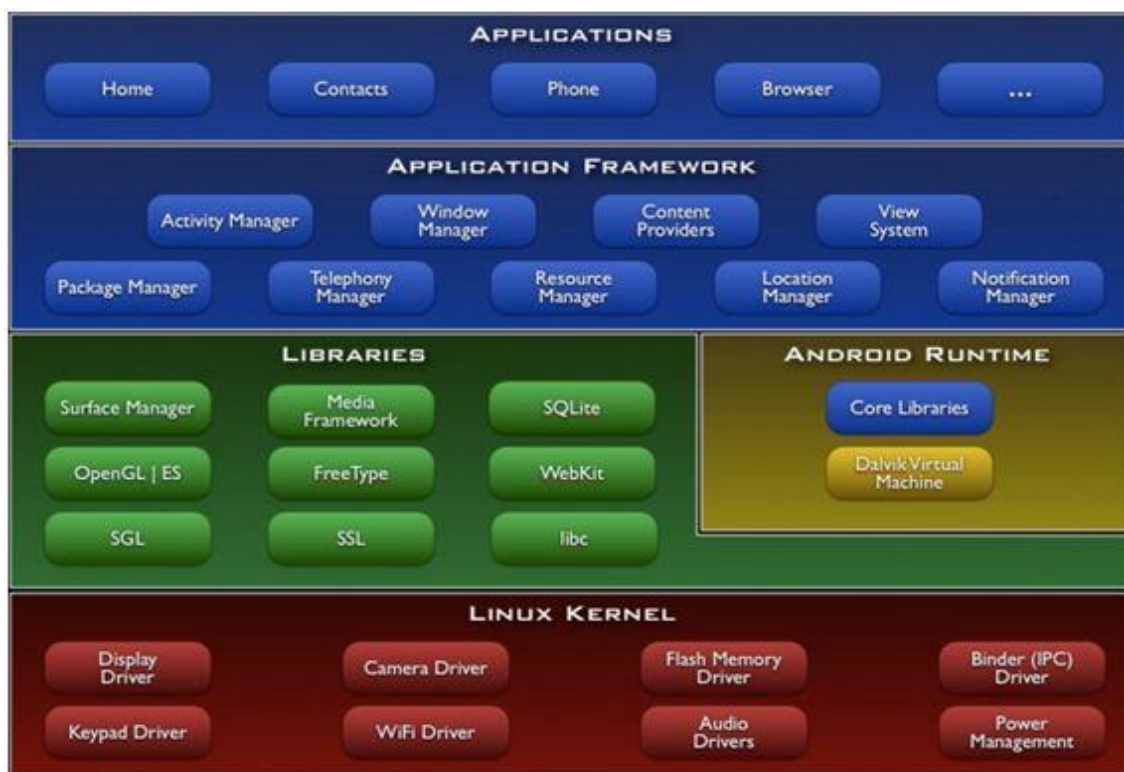 APPLICATIONS
Home
Contacts
Phone
Browser
...
APPLICATION FRAMEWORK
Activity Manager
Window
Manager
Content
Providers
View
System
Package Manager
Telephony
Manager
Resource
Manager
Location
Manager
Notification
Manager
LIBRARIES
Surface Manager
Media
Framework
SQLite
OpenGL | ES
FreeType
WebKit
SGL
SSL
libc
ANDROID RUNTIME
Core Libraries
Dalvik Virtual
Machine
LINUX KERNEL
Display
Driver
Camera Driver
Flash Memory
Driver
Binder (IPC)
Driver
Keypad Driver
WiFi Driver
Audio
Drivers
Power
Management